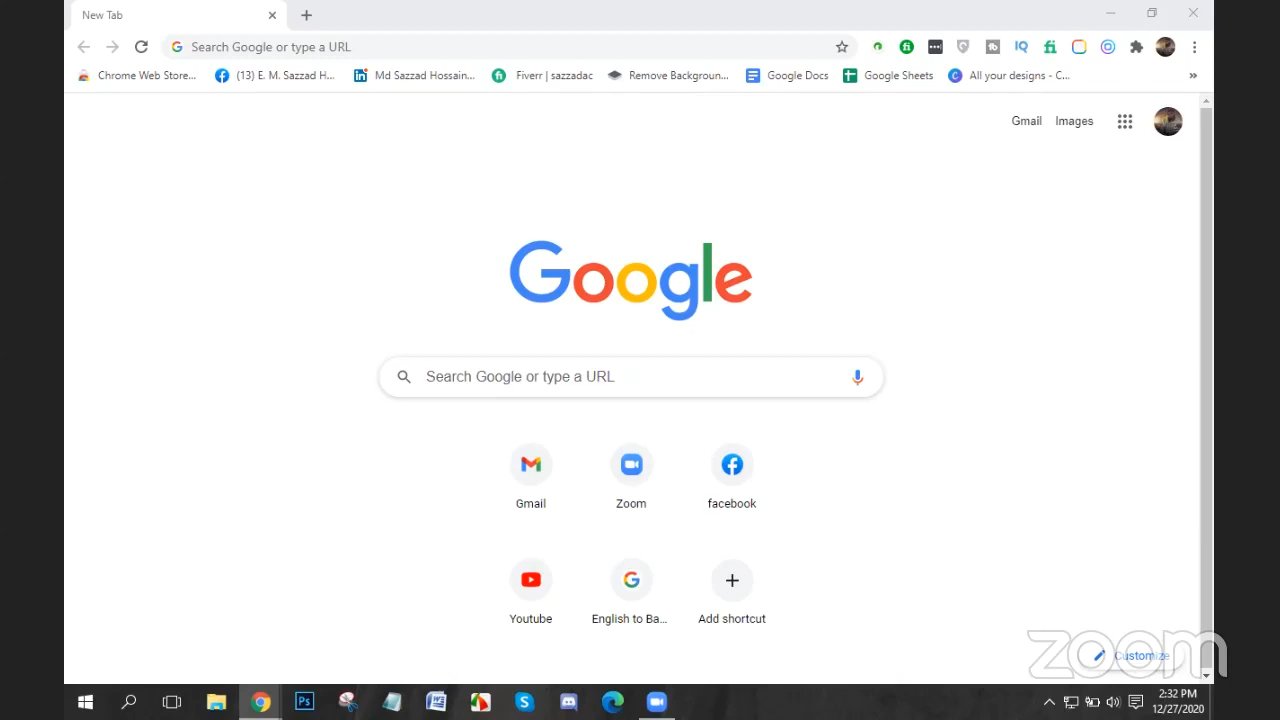 New Tab
Search Google or type a URL
Chrome Web Store...
(13) E. M. Sazzad H...
Md Sazzad Hossain...
Fiverr | sazzadac
Remove Backgroun...
Google Docs
Google Sheets
All your designs - C...
Gmail
Images
Google
Search Google or type a URL
Gmail
Zoom
facebook
Youtube
English to Ba...
Add shortcut
Customize
zoom
2:32 PM
12/27/2020